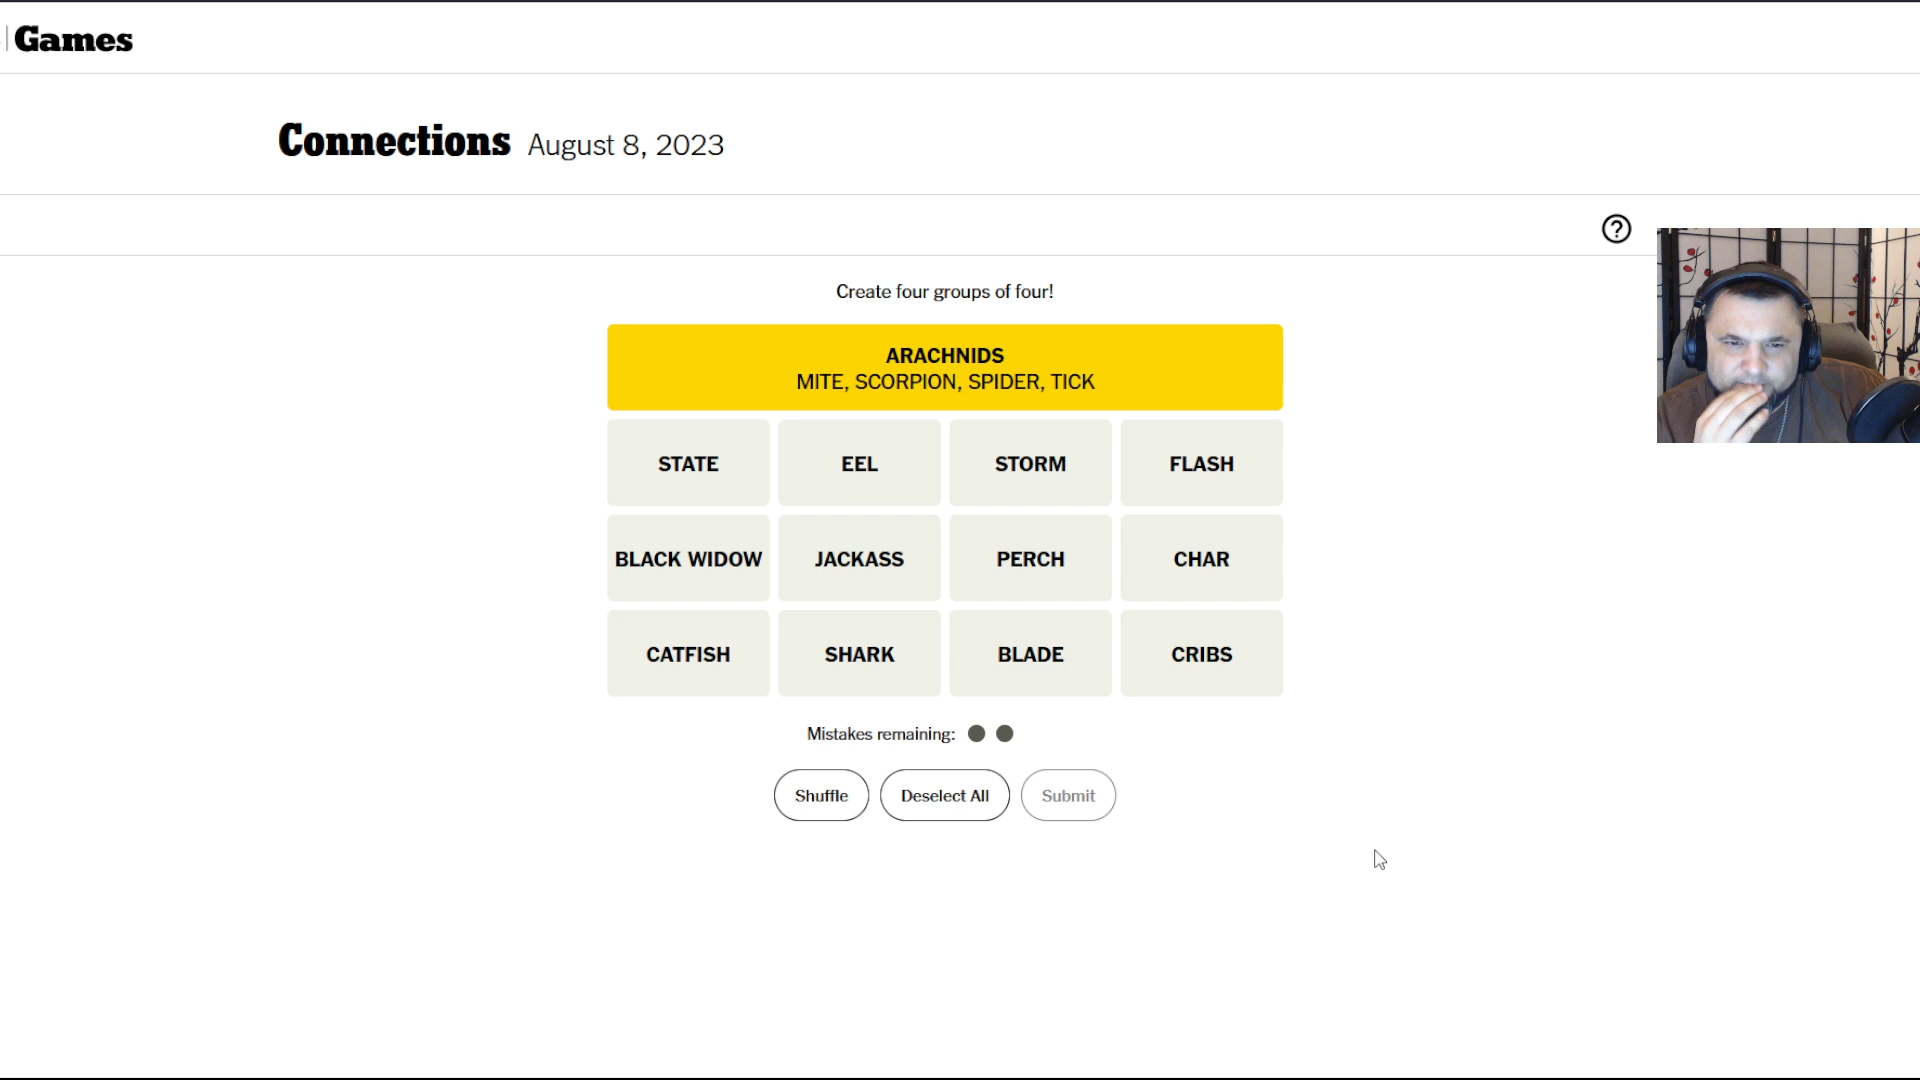 Games
Connections August 8, 2023
Create four groups of four!
ARACHNIDS
MITE, SCORPION, SPIDER, TICK
STATE EEL STORM FLASH
BLACK WIDOW JACKASS PERCH CHAR
CATFISH SHARK BLADE CRIBS
Mistakes remaining:
Shuffle Deselect All Submit